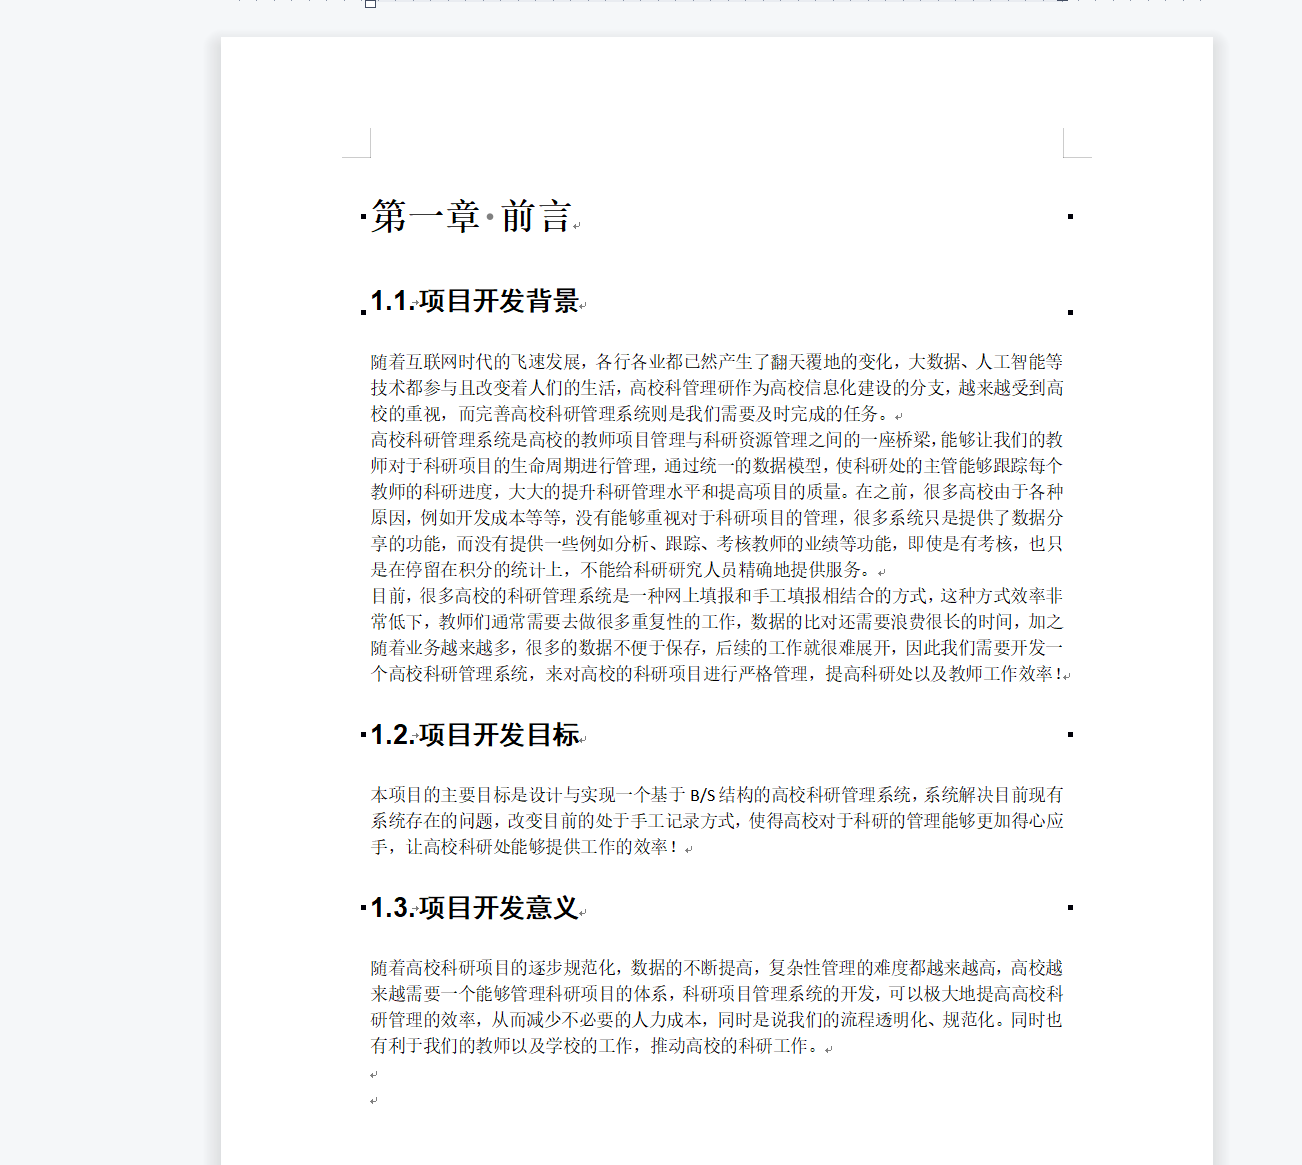 第一章 前言
1.1. 项目开发背景
随着互联网时代的飞速发展，各行各业都已然产生了翻天覆地的变化，大数据、人工智能等
技术都参与且改变着人们的生活，高校科管理研作为高校信息化建设的分支，越来越受到高
校的重视，而完善高校科研管理系统则是我们需要及时完成的任务。
高校科研管理系统是高校的教师项目管理与科研资源管理之间的一座桥梁，能够让我们的教
师对于科研项目的生命周期进行管理，通过统一的数据模型，使科研处的主管能够跟踪每个
教师的科研进度，大大的提升科研管理水平和提高项目的质量。在之前，很多高校由于各种
原因，例如开发成本等等，没有能够重视对于科研项目的管理，很多系统只是提供了数据分
享的功能，而没有提供一些例如分析、跟踪、考核教师的业绩等功能，即使是有考核，也只
是在停留在积分的统计上，不能给科研研究人员精确地提供服务。
目前，很多高校的科研管理系统是一种网上填报和手工填报相结合的方式，这种方式效率非
常低下，教师们通常需要去做很多重复性的工作，数据的比对还需要浪费很长的时间，加之
随着业务越来越多，很多的数据不便于保存，后续的工作就很难展开，因此我们需要开发一
个高校科研管理系统，来对高校的科研项目进行严格管理，提高科研处以及教师工作效率！
1.2. 项目开发目标
本项目的主要目标是设计与实现一个基于 B/S 结构的高校科研管理系统，系统解决目前现有
系统存在的问题，改变目前的处于手工记录方式，使得高校对于科研的管理能够更加得心应
手，让高校科研处能够提供工作的效率！
1.3. 项目开发意义
随着高校科研项目的逐步规范化，数据的不断提高，复杂性管理的难度都越来越高，高校越
来越需要一个能够管理科研项目的体系，科研项目管理系统的开发，可以极大地提高高校科
研管理的效率，从而减少不必要的人力成本，同时是说我们的流程透明化、规范化。同时也
有利于我们的教师以及学校的工作，推动高校的科研工作。